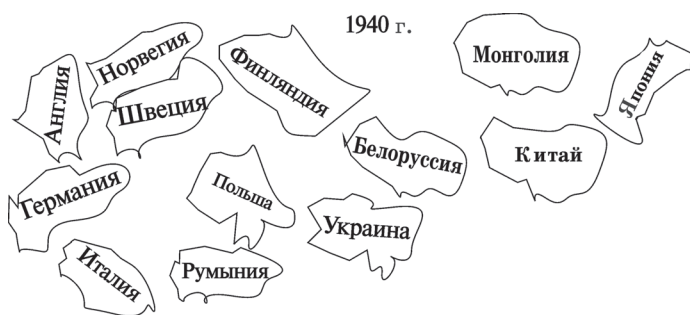 1940 г.
Норвегия
Финляндия
Монголия
Япония
Англия
Швеция
Белоруссия
Китай
Германия
Польша
Украина
Италия
Румыния